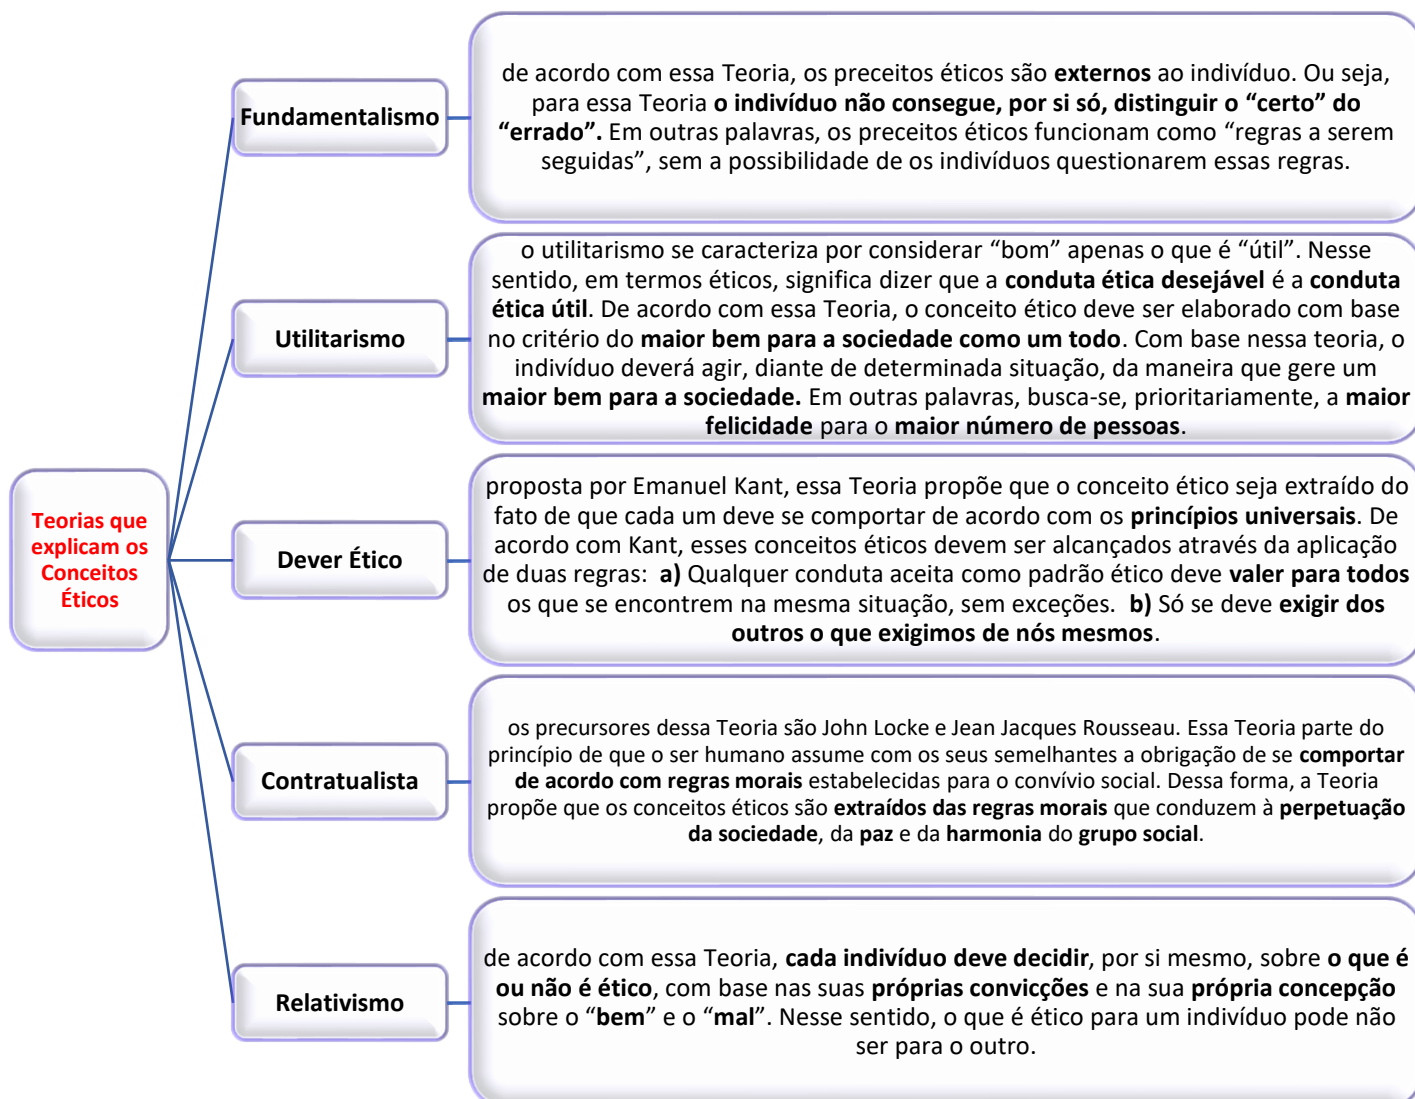 Teorias que
explicam os
Conceitos
Éticos
Fundamentalismo
de acordo com essa Teoria, os preceitos éticos são externos ao indivíduo. Ou seja,
para essa Teoria o indivíduo não consegue, por si só, distinguir o “certo” do
“errado”. Em outras palavras, os preceitos éticos funcionam como “regras a serem
seguidas”, sem a possibilidade de os indivíduos questionarem essas regras.
Utilitarismo
o utilitarismo se caracteriza por considerar “bom” apenas o que é “útil”. Nesse
sentido, em termos éticos, significa dizer que a conduta ética desejável é a conduta
ética útil. De acordo com essa Teoria, o conceito ético deve ser elaborado com base
no critério do maior bem para a sociedade como um todo. Com base nessa teoria, o
indivíduo deverá agir, diante de determinada situação, da maneira que gere um
maior bem para a sociedade. Em outras palavras, busca-se, prioritariamente, a maior
felicidade para o maior número de pessoas.
Dever Ético
proposta por Emanuel Kant, essa Teoria propõe que o conceito ético seja extraído do
fato de que cada um deve se comportar de acordo com os princípios universais. De
acordo com Kant, esses conceitos éticos devem ser alcançados através da aplicação
de duas regras: a) Qualquer conduta aceita como padrão ético deve valer para todos
os que se encontrem na mesma situação, sem exceções. b) Só se deve exigir dos
outros o que exigimos de nós mesmos.
Contratualista
os precursores dessa Teoria são John Locke e Jean Jacques Rousseau. Essa Teoria parte do
princípio de que o ser humano assume com os seus semelhantes a obrigação de se comportar
de acordo com regras morais estabelecidas para o convívio social. Dessa forma, a Teoria
propõe que os conceitos éticos são extraídos das regras morais que conduzem à perpetuação
da sociedade, da paz e da harmonia do grupo social.
Relativismo
de acordo com essa Teoria, cada indivíduo deve decidir, por si mesmo, sobre o que é
ou não é ético, com base nas suas próprias convicções e na sua própria concepção
sobre o “bem” e o “mal”. Nesse sentido, o que é ético para um indivíduo pode não
ser para o outro.